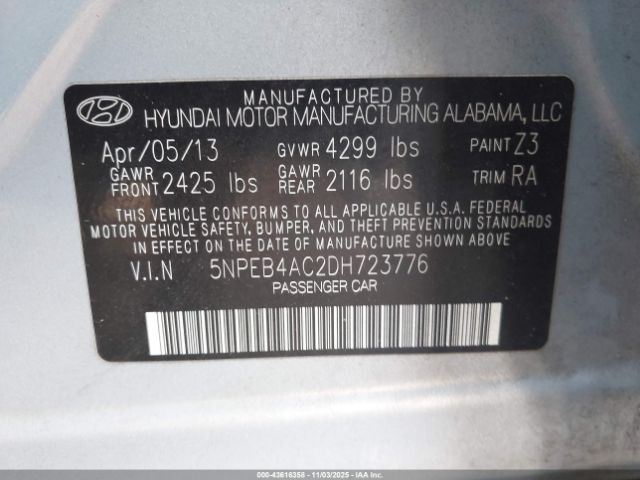 MANUFACTURED BY
HYUNDAI MOTOR MANUFACTURING ALABAMA, LLC
Apr/05/13 GVWR 4299 lbs PAINT Z3
GAWR FRONT 2425 lbs GAWR REAR 2116 lbs TRIM RA
THIS VEHICLE CONFORMS TO ALL APPLICABLE U.S.A. FEDERAL
MOTOR VEHICLE SAFETY, BUMPER, AND THEFT PREVENTION STANDARDS
IN EFFECT ON THE DATE OF MANUFACTURE SHOWN ABOVE.
V.I.N 5NPEB4AC2DH723776
PASSENGER CAR
000-43616358 - 11/03/2025 - IAAI.COM